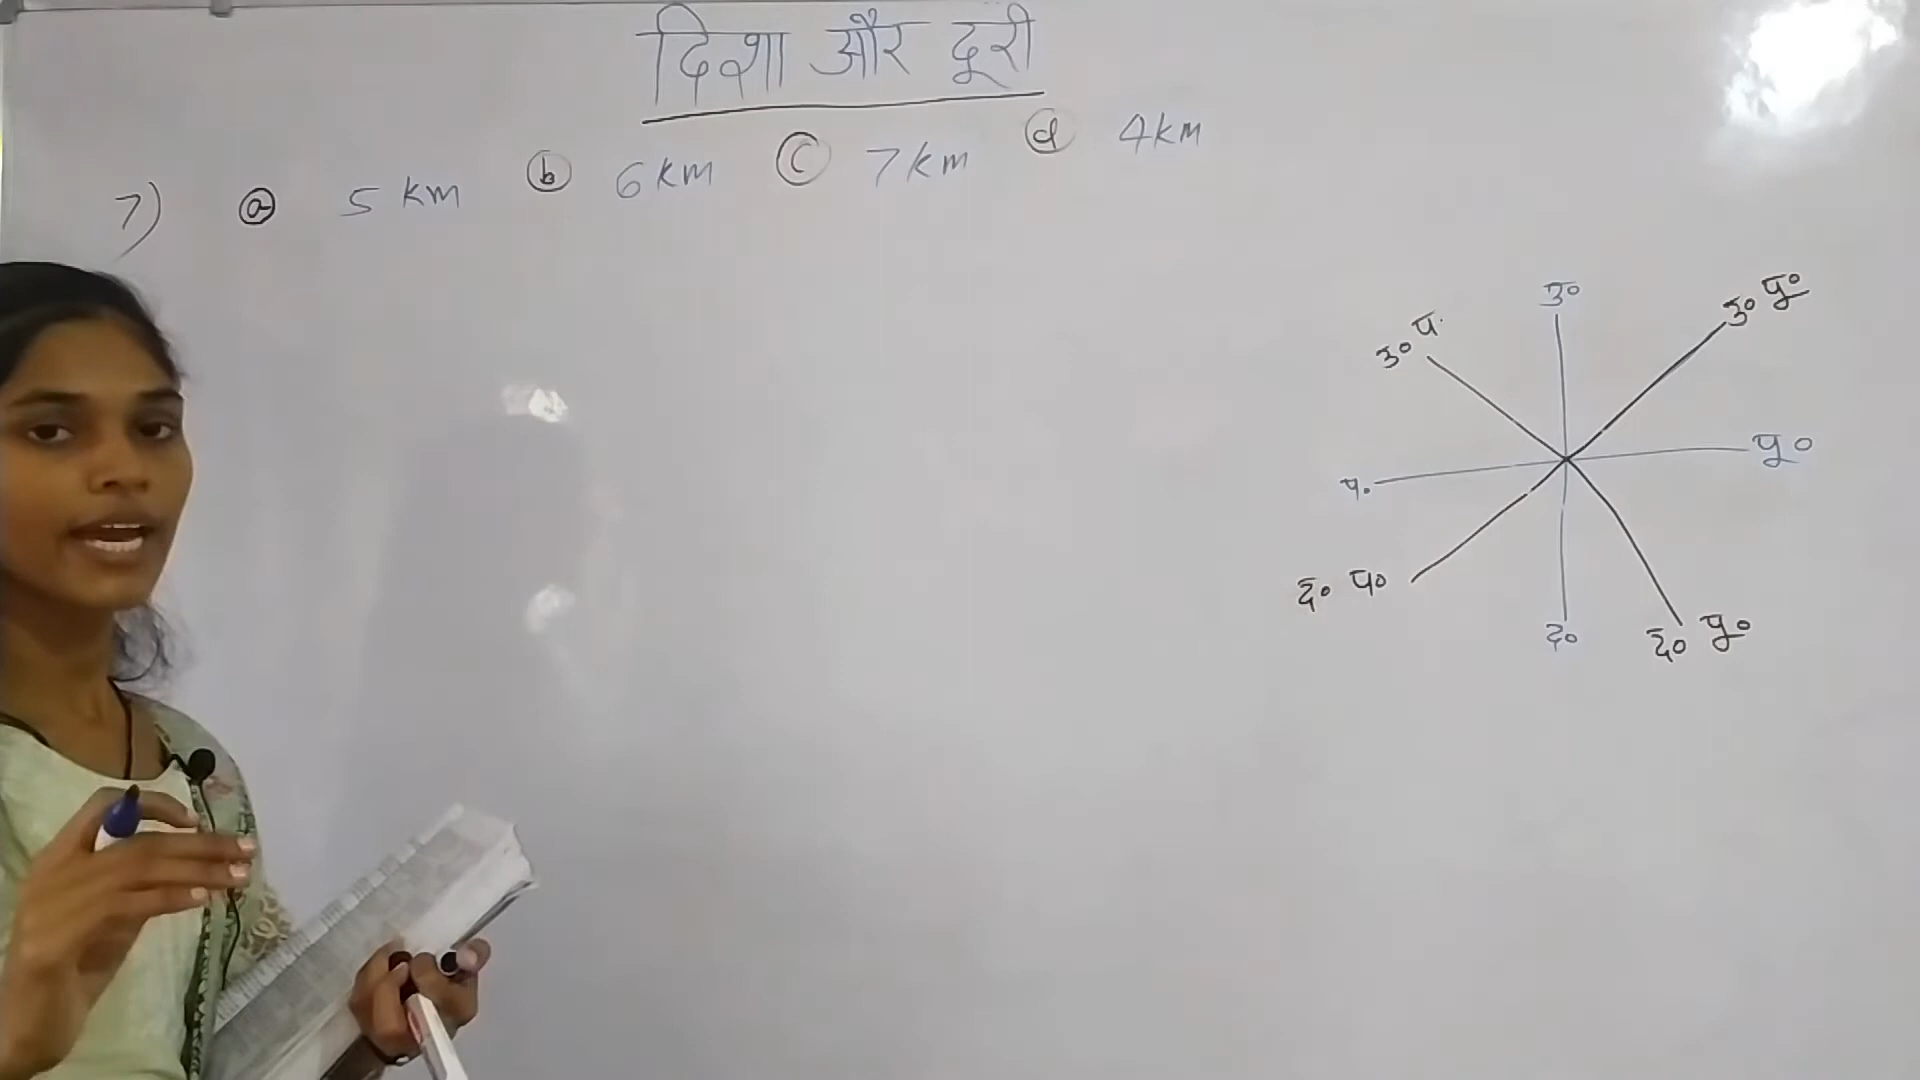 दिशा और दूरी
7) ⓐ 5 km ⓑ 6 km ⓒ 7 km ⓓ 4 km
उ०
उ० पू०
उ० प.
पू०
प.
द० प०
द०
द० पू०